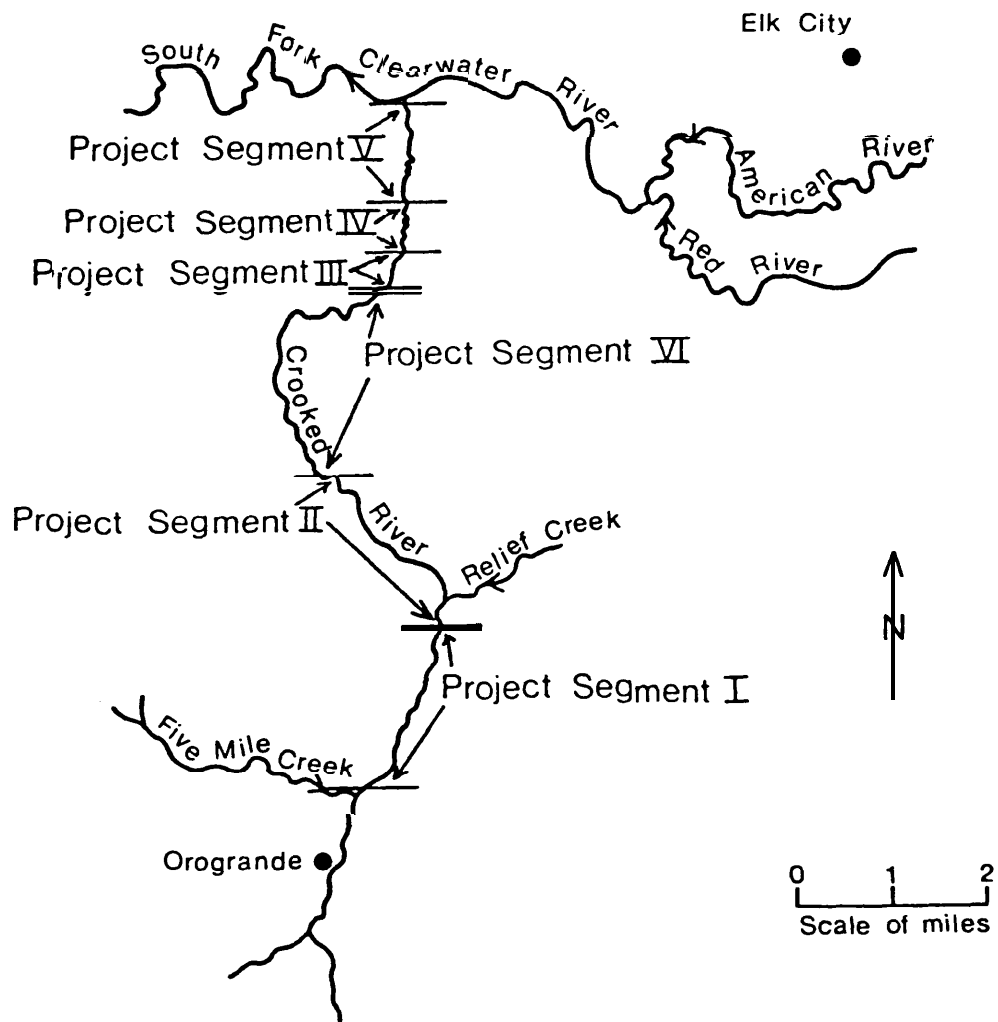 Elk City
South Fork Clearwater River
American River
Red River
Project Segment V
Project Segment IV
Project Segment III
Project Segment VI
Crooked River
Project Segment II
Relief Creek
N
Project Segment I
Five Mile Creek
Orogrande
0 1 2
Scale of miles